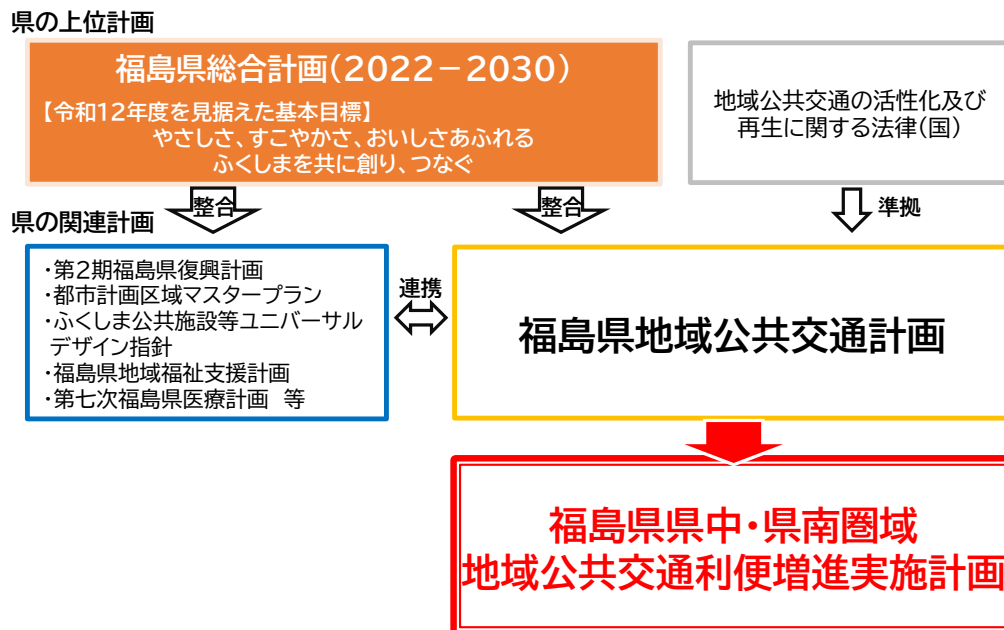 県の上位計画
福島県総合計画(2022－2030)
【令和12年度を見据えた基本目標】
やさしさ、すこやかさ、おいしさあふれる
ふくしまを共に創り、つなぐ
地域公共交通の活性化及び
再生に関する法律(国)
整合
整合
準拠
県の関連計画
・第2期福島県復興計画
・都市計画区域マスタープラン
・ふくしま公共施設等ユニバーサル
デザイン指針
・福島県地域福祉支援計画
・第七次福島県医療計画　等
連携
福島県地域公共交通計画
福島県県中・県南圏域
地域公共交通利便増進実施計画